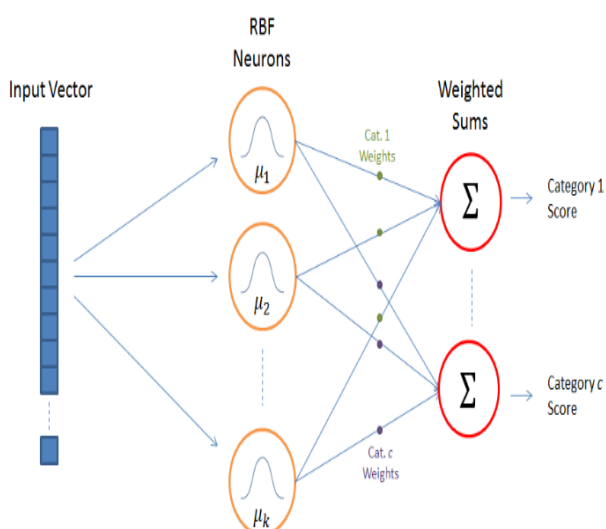 RBF
Neurons
Input Vector
Weighted
Sums
Cat. 1
Weights
μ₁
Σ
Category 1
Score
μ₂
Σ
Category c
Score
Cat. c
Weights
μₖ